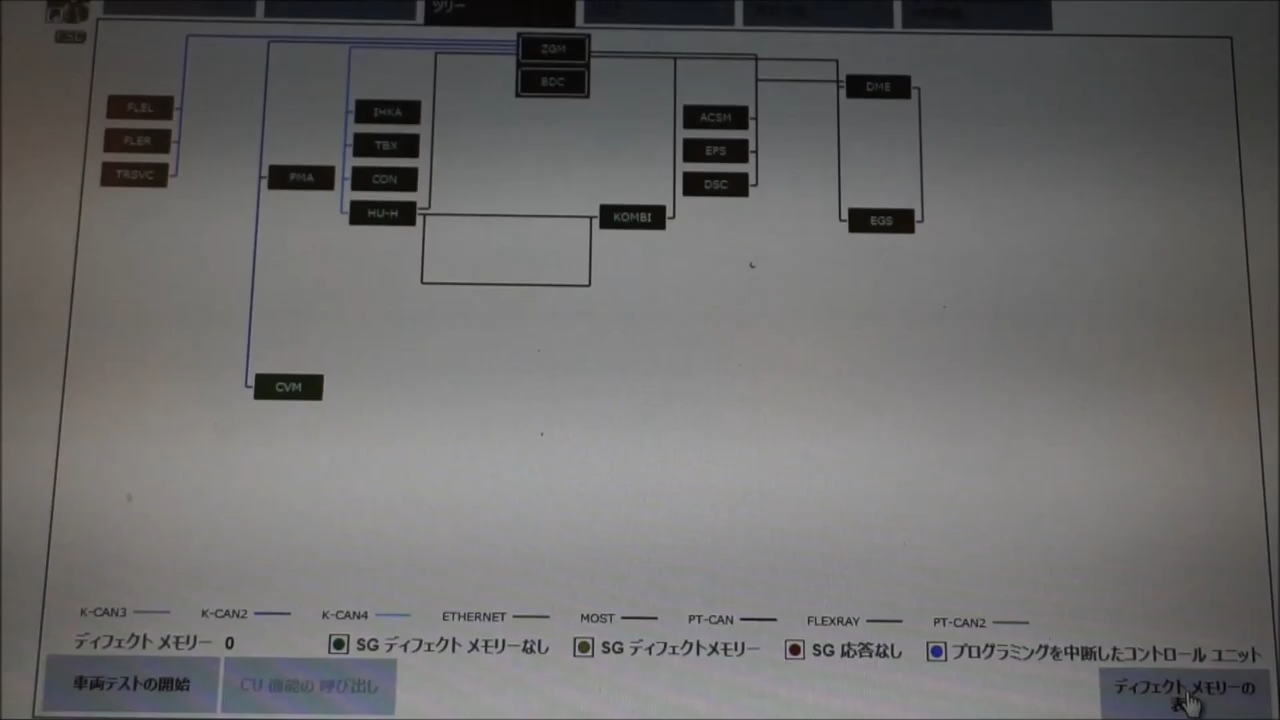 ツリー
ZGM
BDC
FLEL
FLER
TRSVC
PMA
IHKA
TBX
CON
HU-H
KOMBI
ACSM
EPS
DSC
DME
EGS
CVM
K-CAN3
K-CAN2
K-CAN4
ETHERNET
MOST
PT-CAN
FLEXRAY
PT-CAN2
ディフェクト メモリー 0
SG ディフェクト メモリーなし
SG ディフェクトメモリー
SG 応答なし
プログラミングを中断したコントロール ユニット
車両テストの開始
CU 機能の 呼び出し
ディフェクト メモリーの
表